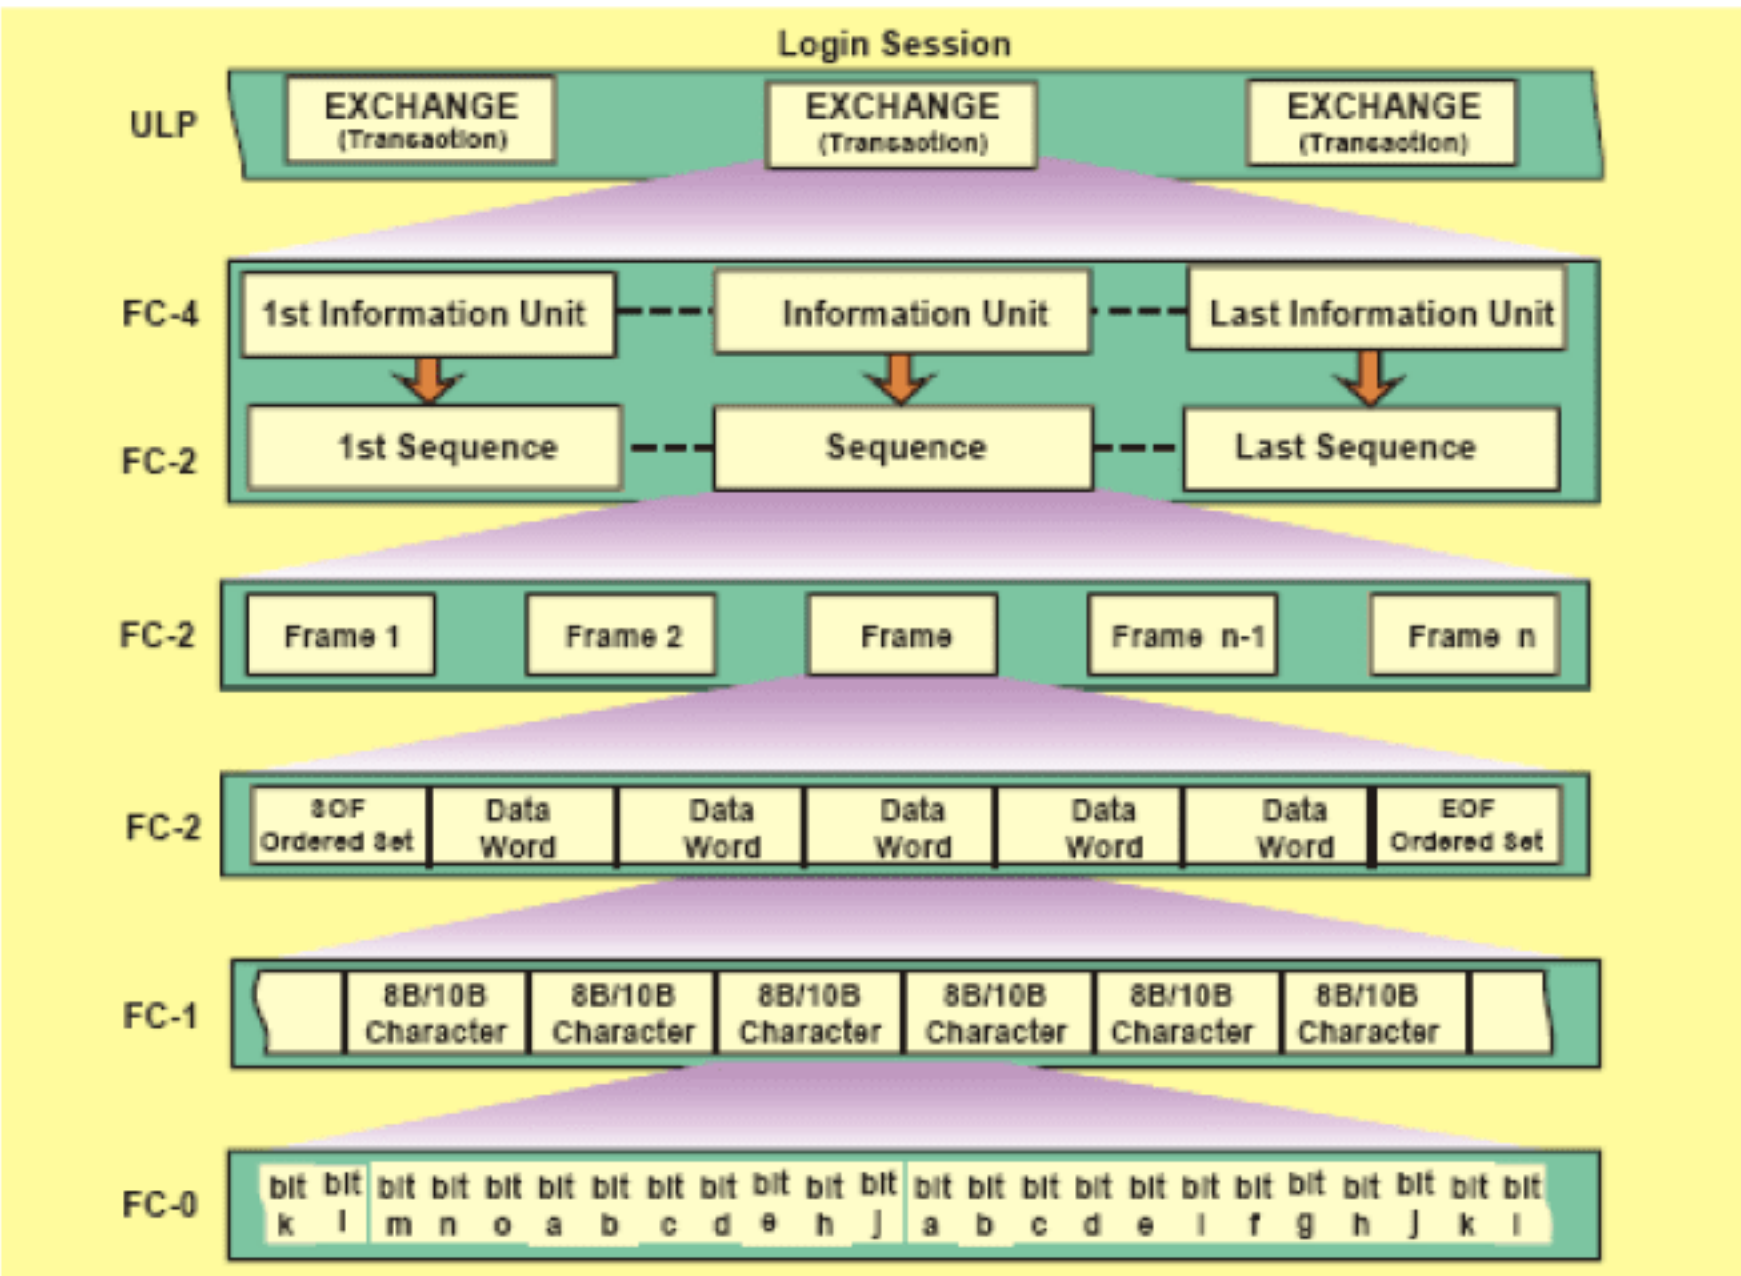 Login Session
ULP
EXCHANGE
(Transaction)
EXCHANGE
(Transaction)
EXCHANGE
(Transaction)
FC-4
1st Information Unit
Information Unit
Last Information Unit
FC-2
1st Sequence
Sequence
Last Sequence
FC-2
Frame 1
Frame 2
Frame
Frame n-1
Frame n
FC-2
SOF
Ordered Set
Data
Word
Data
Word
Data
Word
Data
Word
Data
Word
EOF
Ordered Set
FC-1
8B/10B
Character
8B/10B
Character
8B/10B
Character
8B/10B
Character
8B/10B
Character
8B/10B
Character
FC-0
bit bit bit bit bit bit bit bit bit bit bit bit bit bit bit bit bit bit bit bit bit bit bit bit
k l m n o a b c d e h j a b c d e i f g h j k l